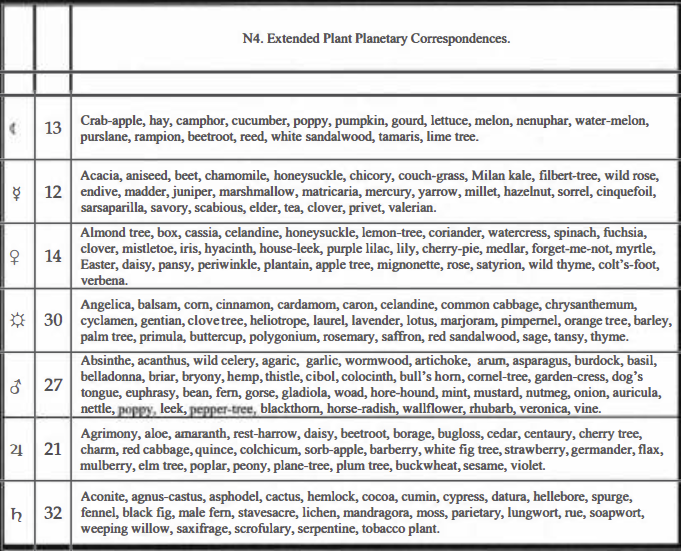 N4. Extended Plant Planetary Correspondences.
☾ 13 Crab-apple, hay, camphor, cucumber, poppy, pumpkin, gourd, lettuce, melon, nenuphar, water-melon,
purslane, rampion, beetroot, reed, white sandalwood, tamaris, lime tree.
☿ 12 Acacia, aniseed, beet, chamomile, honeysuckle, chicory, couch-grass, Milan kale, filbert-tree, wild rose,
endive, madder, juniper, marshmallow, matricaria, mercury, yarrow, millet, hazelnut, sorrel, cinquefoil,
sarsaparilla, savory, scabious, elder, tea, clover, privet, valerian.
♀ 14 Almond tree, box, cassia, celandine, honeysuckle, lemon-tree, coriander, watercress, spinach, fuchsia,
clover, mistletoe, iris, hyacinth, house-leek, purple lilac, lily, cherry-pie, medlar, forget-me-not, myrtle,
Easter, daisy, pansy, periwinkle, plantain, apple tree, mignonette, rose, satyrion, wild thyme, colt's-foot,
verbena.
☼ 30 Angelica, balsam, corn, cinnamon, cardamom, caron, celandine, common cabbage, chrysanthemum,
cyclamen, gentian, clove tree, heliotrope, laurel, lavender, lotus, marjoram, pimpernel, orange tree, barley,
palm tree, primula, buttercup, polygonium, rosemary, saffron, red sandalwood, sage, tansy, thyme.
♂ 27 Absinthe, acanthus, wild celery, agaric, garlic, wormwood, artichoke, arum, asparagus, burdock, basil,
belladonna, briar, bryony, hemp, thistle, cibol, colocinth, bull's horn, cornel-tree, garden-cress, dog's
tongue, euphragy, bean, fern, gorse, gladiola, woad, hore-hound, mint, mustard, nutmeg, onion, auricula,
nettle, poppy, leek, pepper-tree, blackthorn, horse-radish, wallflower, rhubarb, veronica, vine.
♃ 21 Agrimony, aloe, amaranth, rest-harrow, daisy, beetroot, borage, bugloss, cedar, centaury, cherry tree,
charm, red cabbage, quince, colchicum, sorb-apple, barberry, white fig tree, strawberry, germander, flax,
mulberry, elm tree, poplar, peony, plane-tree, plum tree, buckwheat, sesame, violet.
♄ 32 Aconite, agnus-castus, asphodel, cactus, hemlock, cocoa, cumin, cypress, datura, hellebore, spurge,
fennel, black fig, male fern, stavesacre, lichen, mandragora, moss, parietary, lungwort, rue, soapwort,
weeping willow, saxifrage, scrofulary, serpentine, tobacco plant.